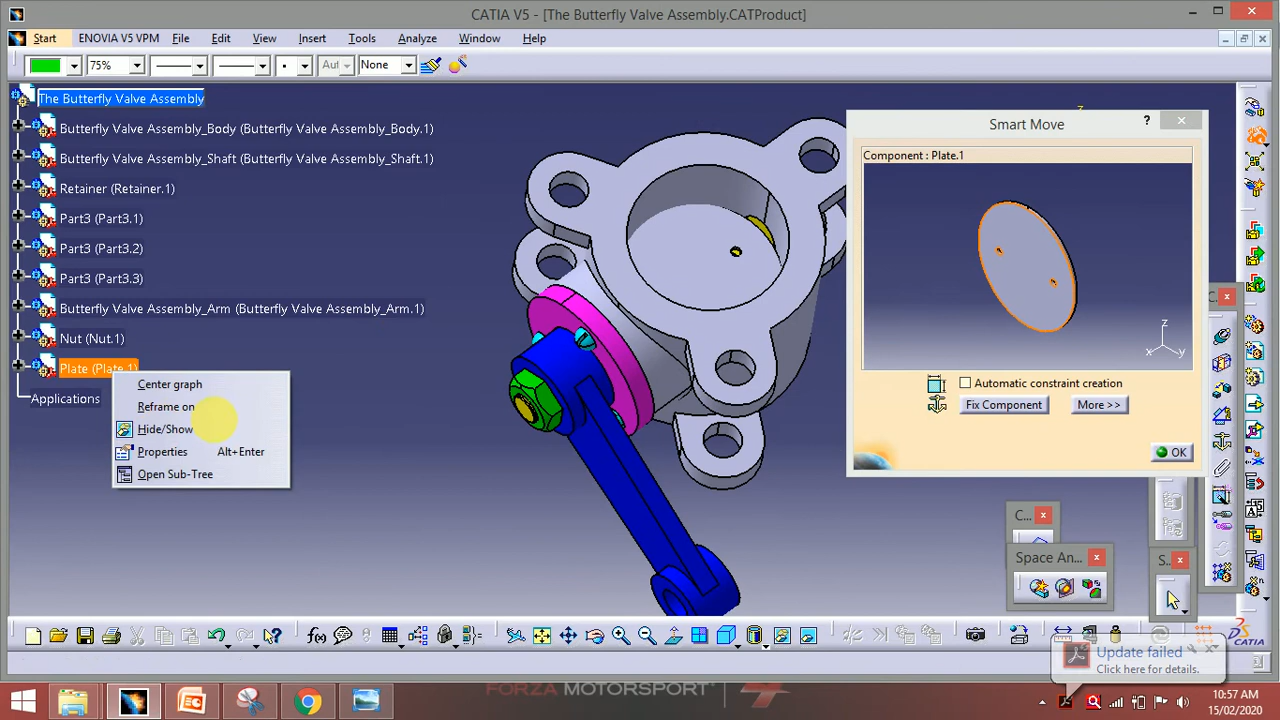 CATIA V5 - [The Butterfly Valve Assembly.CATProduct]
Start ENOVIA V5 VPM File Edit View Insert Tools Analyze Window Help
75% Aut None
The Butterfly Valve Assembly
Butterfly Valve Assembly_Body (Butterfly Valve Assembly_Body.1)
Butterfly Valve Assembly_Shaft (Butterfly Valve Assembly_Shaft.1)
Retainer (Retainer.1)
Part3 (Part3.1)
Part3 (Part3.2)
Part3 (Part3.3)
Butterfly Valve Assembly_Arm (Butterfly Valve Assembly_Arm.1)
Nut (Nut.1)
Plate (Plate.1)
Applications
Center graph
Reframe on
Hide/Show
Properties Alt+Enter
Open Sub-Tree
Smart Move
Component : Plate.1
z
x y
Automatic constraint creation
Fix Component More >>
OK
C...
C...
Space An...
S...
f(x)
CATIA
Update failed
Click here for details.
FORZA MOTORSPORT
10:57 AM
15/02/2020